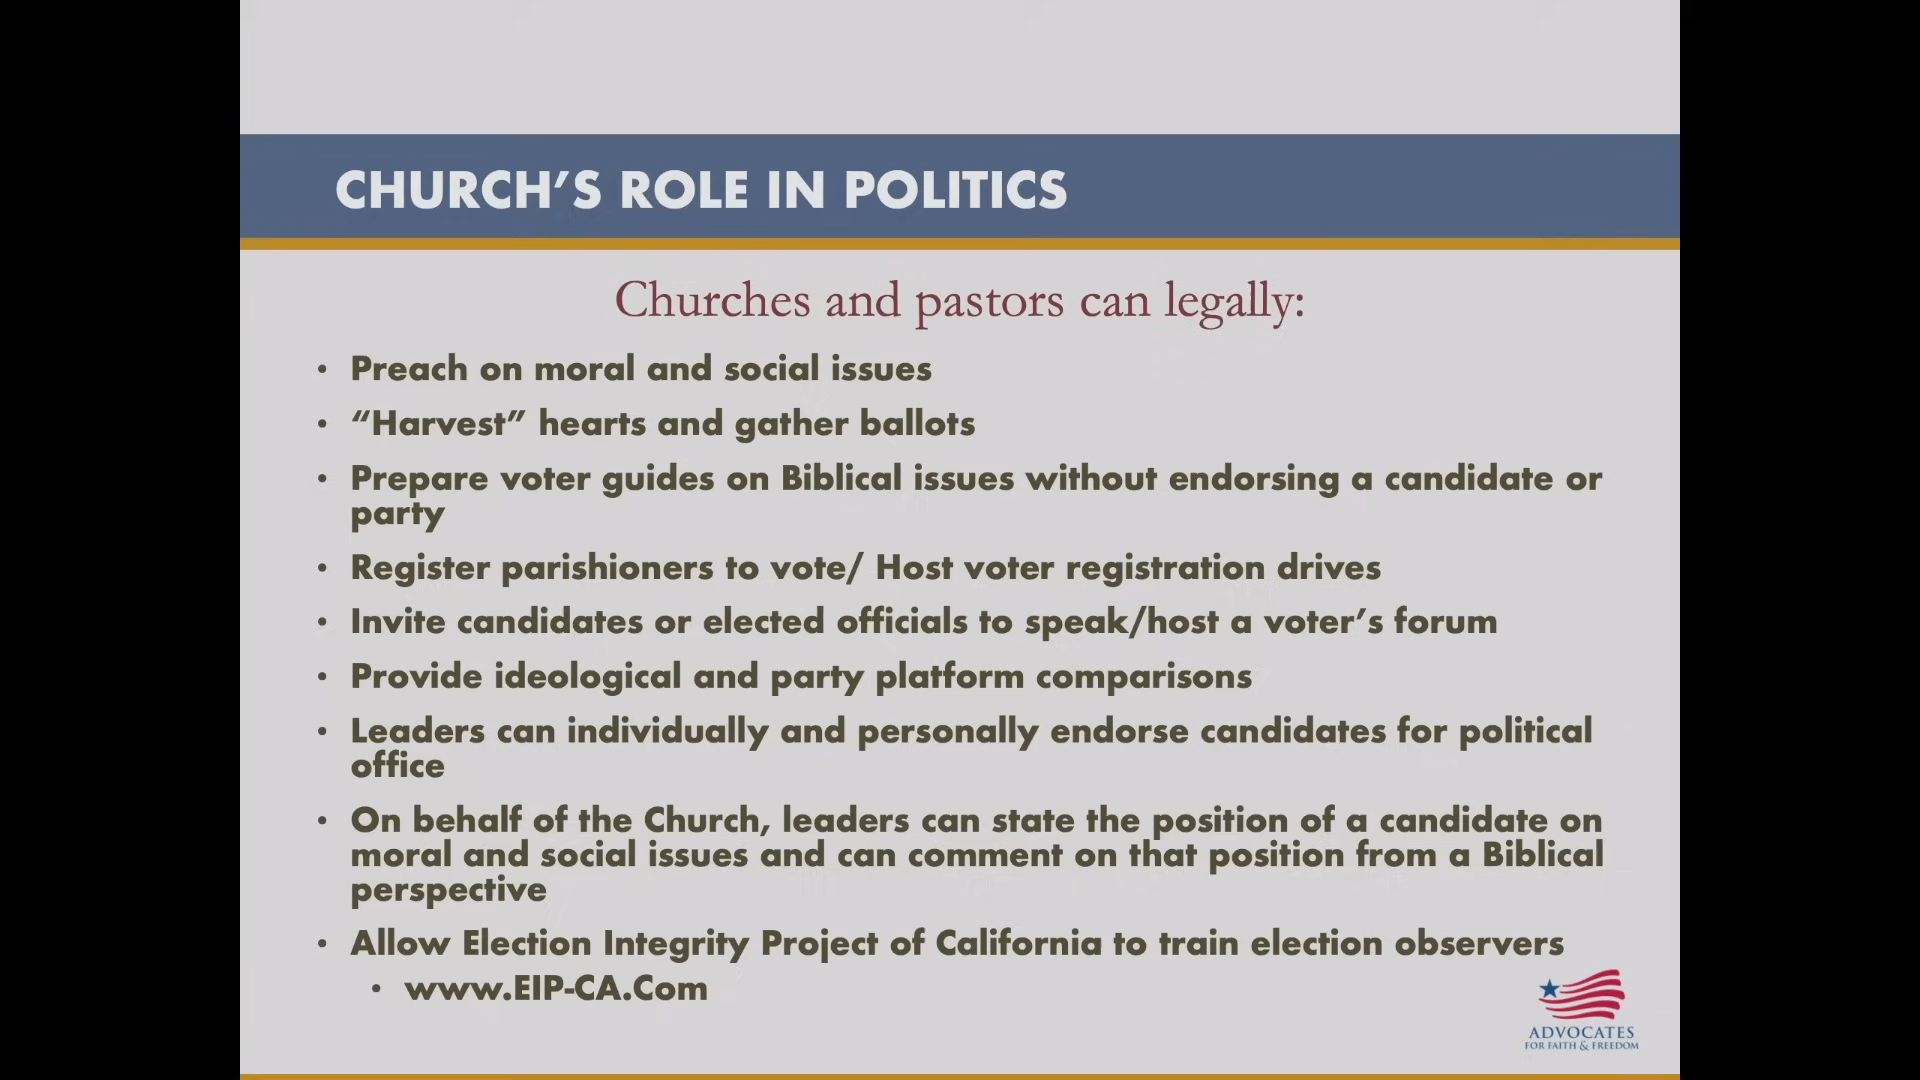 CHURCH’S ROLE IN POLITICS
Churches and pastors can legally:
• Preach on moral and social issues
• “Harvest” hearts and gather ballots
• Prepare voter guides on Biblical issues without endorsing a candidate or
party
• Register parishioners to vote/ Host voter registration drives
• Invite candidates or elected officials to speak/host a voter’s forum
• Provide ideological and party platform comparisons
• Leaders can individually and personally endorse candidates for political
office
• On behalf of the Church, leaders can state the position of a candidate on
moral and social issues and can comment on that position from a Biblical
perspective
• Allow Election Integrity Project of California to train election observers
• www.EIP-CA.Com
ADVOCATES
FOR FAITH & FREEDOM